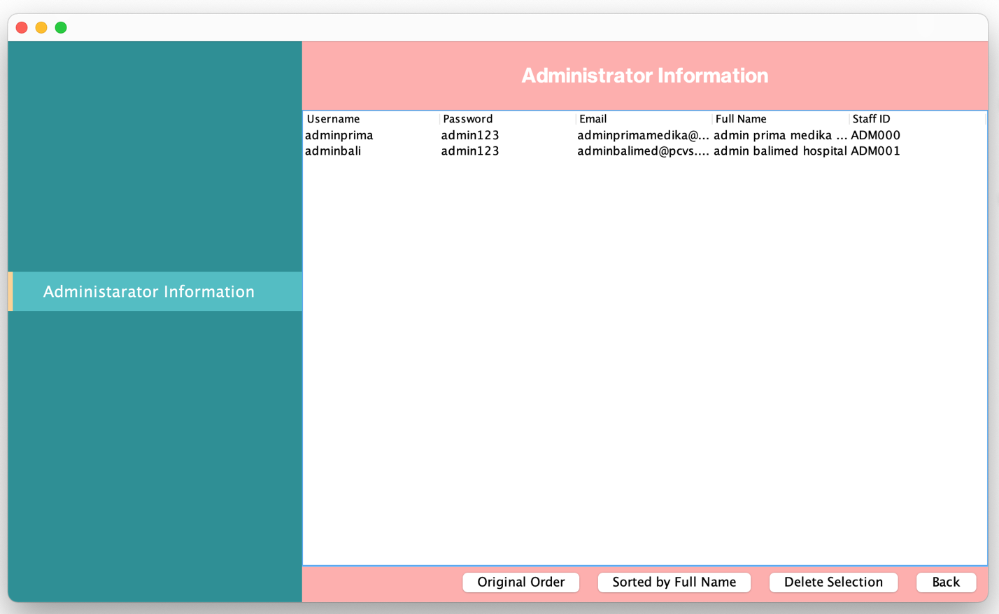 Administrator Information
Username Password Email Full Name Staff ID
adminprima admin123 adminprimamedika@... admin prima medika ... ADM000
adminbali admin123 adminbalimed@pcvs.... admin balimed hospital ADM001
Administarator Information
Original Order Sorted by Full Name Delete Selection Back